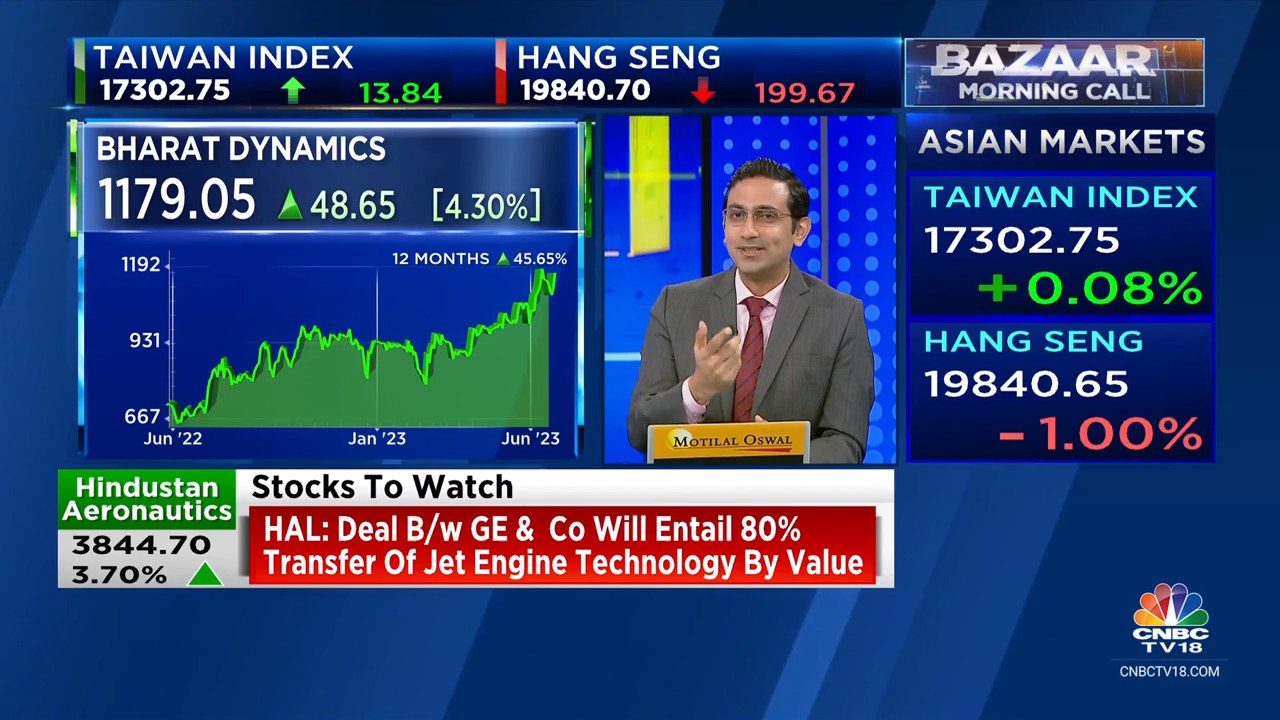 TAIWAN INDEX
17302.75 13.84
HANG SENG
19840.70 199.67
BAZAAR
MORNING CALL
BHARAT DYNAMICS
1179.05 48.65 [4.30%]
12 MONTHS 45.65%
1192
931
667
Jun '22 Jan '23 Jun '23
MOTILAL OSWAL
ASIAN MARKETS
TAIWAN INDEX
17302.75
+0.08%
HANG SENG
19840.65
-1.00%
Hindustan
Aeronautics
3844.70
3.70%
Stocks To Watch
HAL: Deal B/w GE & Co Will Entail 80%
Transfer Of Jet Engine Technology By Value
CNBC
TV18
CNBCTV18.COM